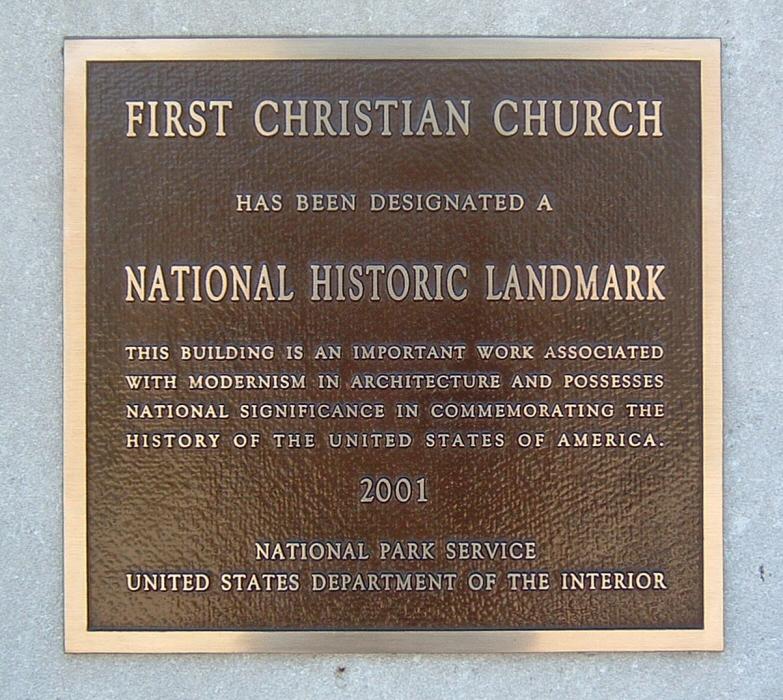 FIRST CHRISTIAN CHURCH
HAS BEEN DESIGNATED A
NATIONAL HISTORIC LANDMARK
THIS BUILDING IS AN IMPORTANT WORK ASSOCIATED
WITH MODERNISM IN ARCHITECTURE AND POSSESSES
NATIONAL SIGNIFICANCE IN COMMEMORATING THE
HISTORY OF THE UNITED STATES OF AMERICA.
2001
NATIONAL PARK SERVICE
UNITED STATES DEPARTMENT OF THE INTERIOR